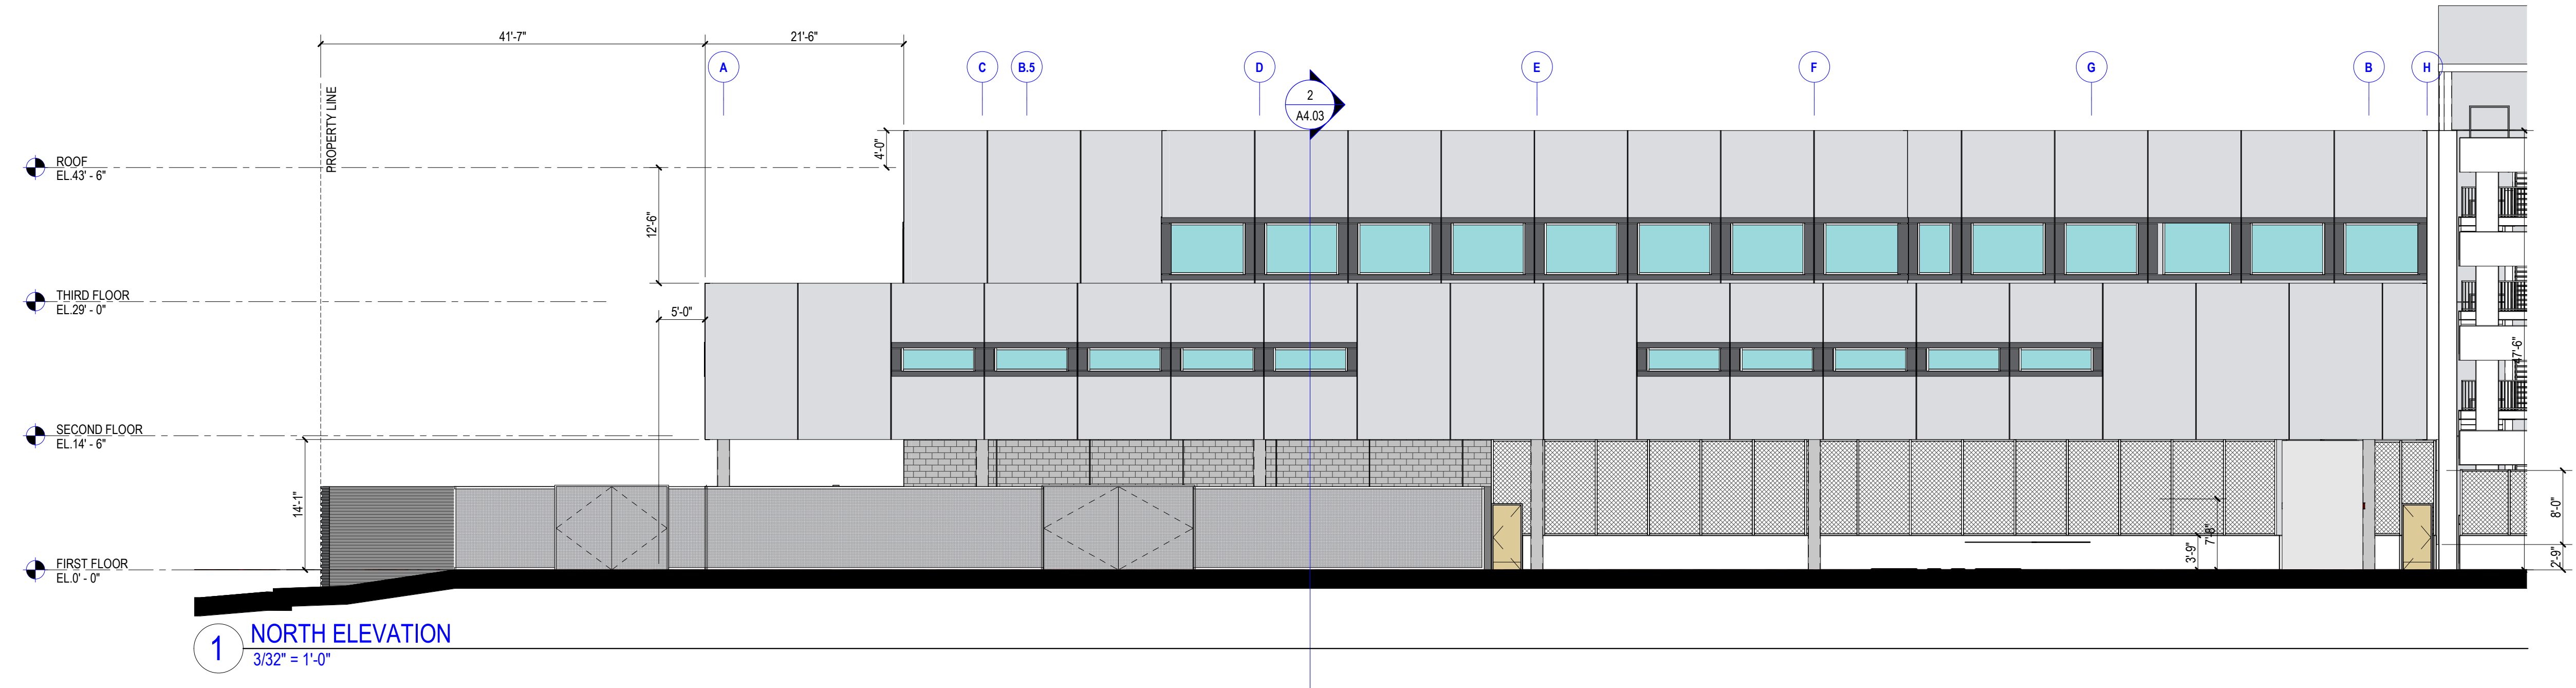 41'-7"
21'-6"
A
C
B.5
D
E
F
G
B
H
2
A4.03
PROPERTY LINE
4'-0"
ROOF
EL.43' - 6"
12'-6"
THIRD FLOOR
EL.29' - 0"
5'-0"
47'-6"
SECOND FLOOR
EL.14' - 6"
14'-1"
8'-0"
7'-8"
3'-9"
2'-9"
FIRST FLOOR
EL.0' - 0"
1
NORTH ELEVATION
3/32" = 1'-0"